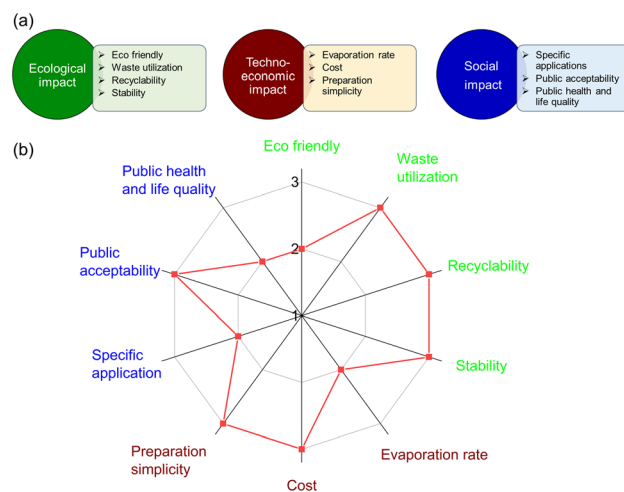 (a)
Ecological
impact
Eco friendly
Waste utilization
Recyclability
Stability
Techno-
economic
impact
Evaporation rate
Cost
Preparation
simplicity
Social
impact
Specific
applications
Public acceptability
Public health and
life quality
(b)
Eco friendly
Waste
utilization
Public health
and life quality
3
Public
acceptability
2
Recyclability
1
Specific
application
Stability
Preparation
simplicity
Evaporation rate
Cost